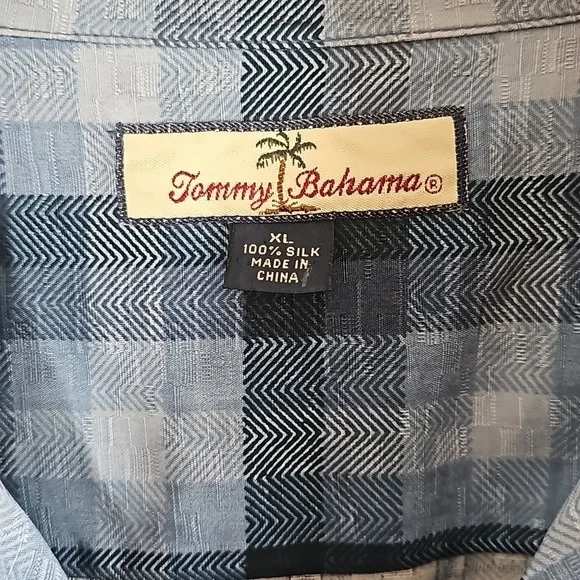 Tommy Bahama®
XL
100% SILK
MADE IN
CHINA